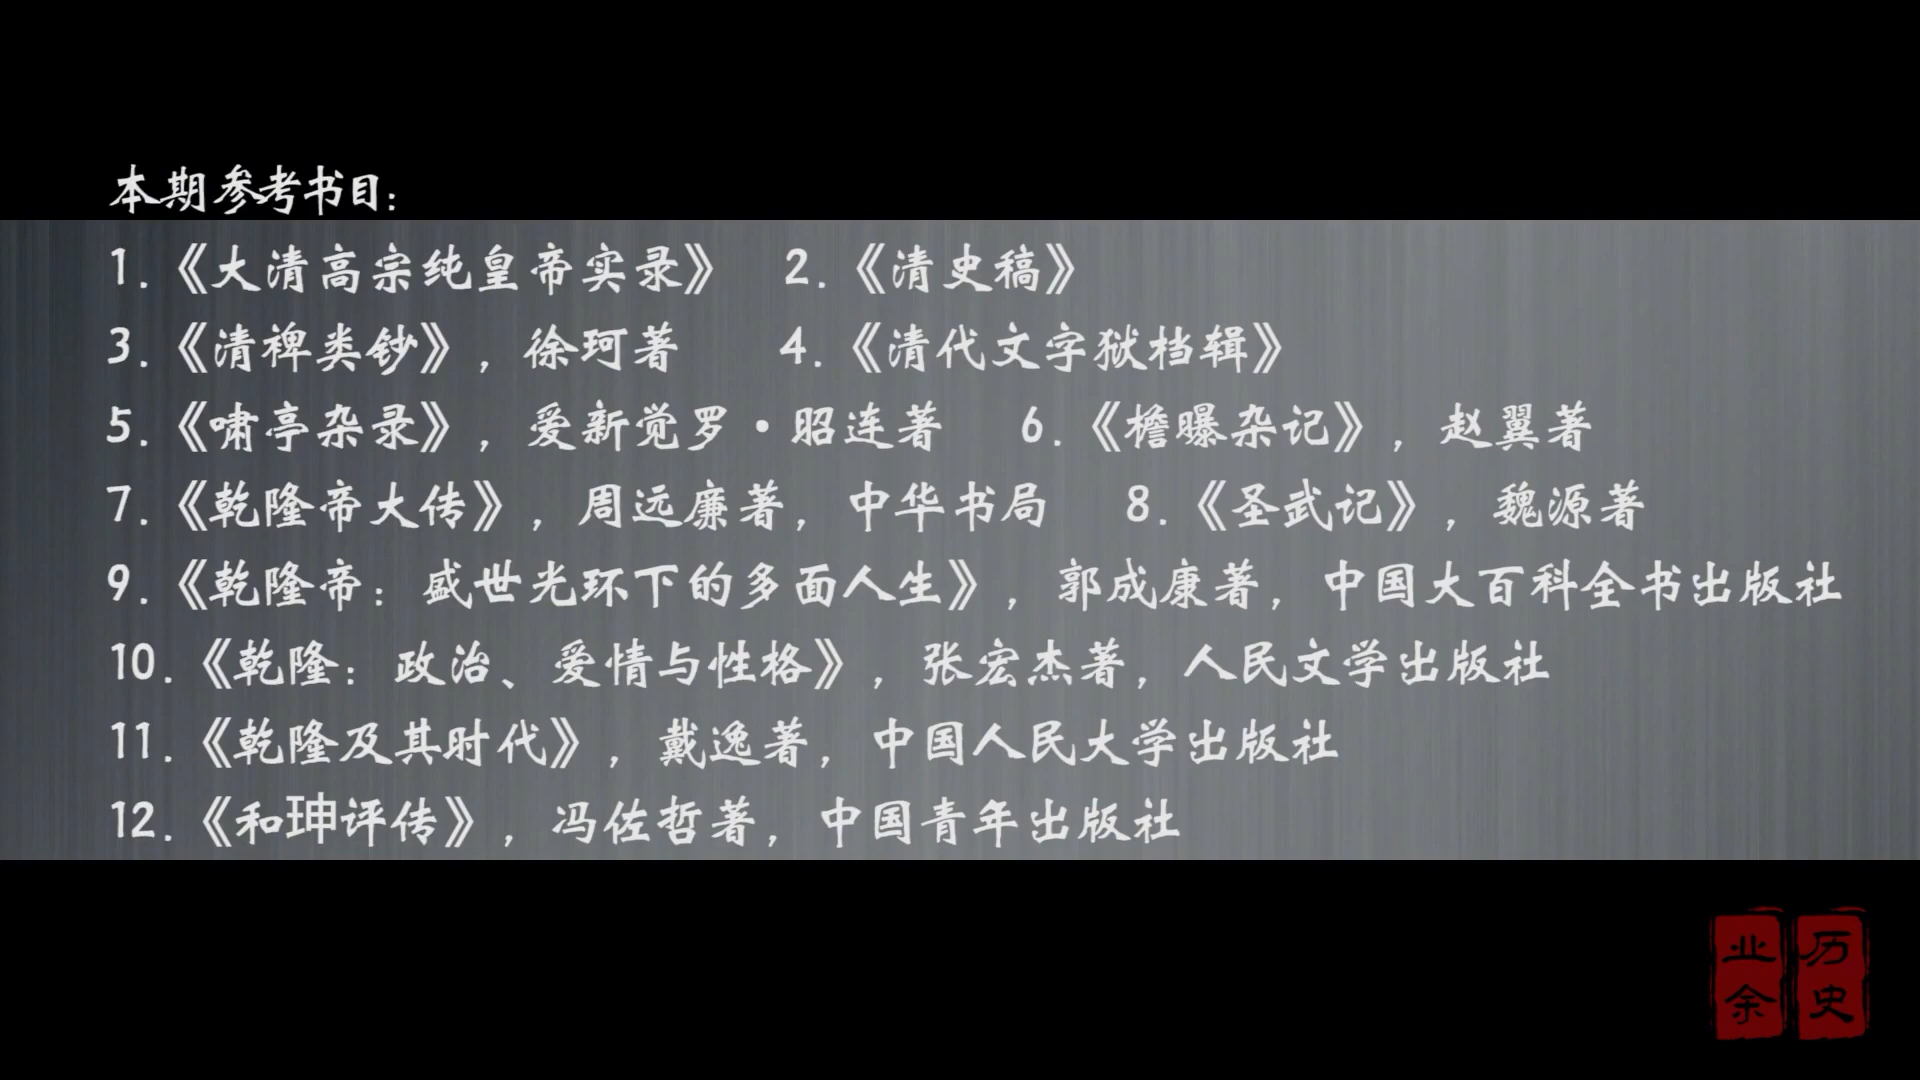 本期参考书目：
1.《大清高宗纯皇帝实录》 2.《清史稿》
3.《清裨类钞》，徐珂著 4.《清代文字狱档辑》
5.《啸亭杂录》，爱新觉罗·昭连著 6.《檐曝杂记》，赵翼著
7.《乾隆帝大传》，周远廉著，中华书局 8.《圣武记》，魏源著
9.《乾隆帝：盛世光环下的多面人生》，郭成康著，中国大百科全书出版社
10.《乾隆：政治、爱情与性格》，张宏杰著，人民文学出版社
11.《乾隆及其时代》，戴逸著，中国人民大学出版社
12.《和珅评传》，冯佐哲著，中国青年出版社
历史
业余